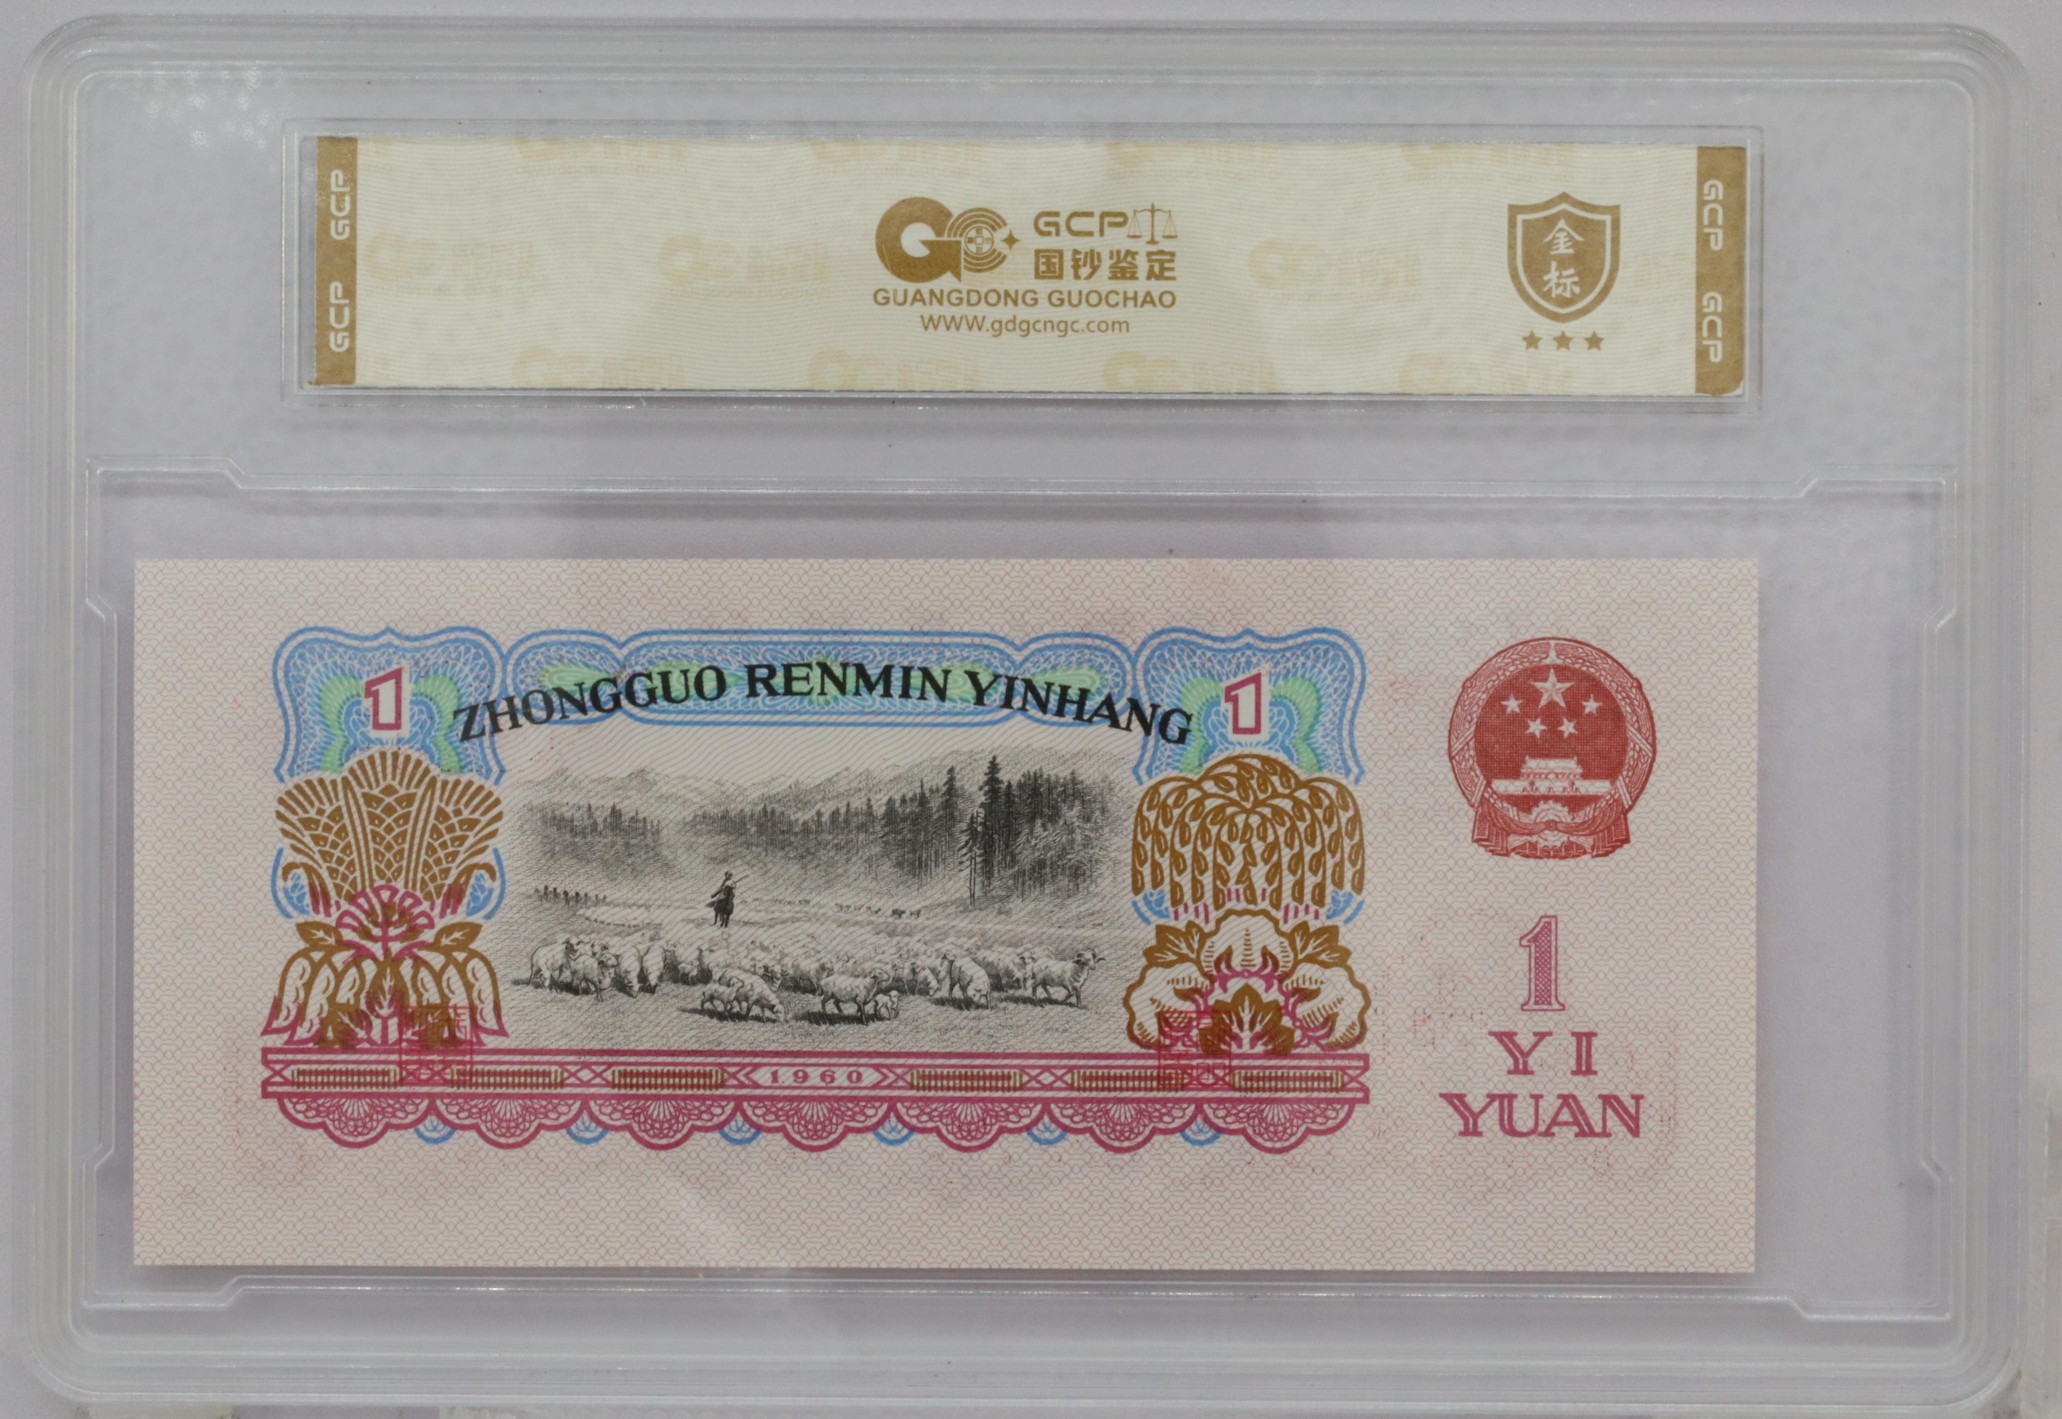 GCP
GCP
GCP
国钞鉴定
GUANGDONG GUOCHAO
WWW.gdgcngc.com
金
标
GCP
GCP
1
ZHONGGUO RENMIN YINHANG
1
1960
1
YI
YUAN